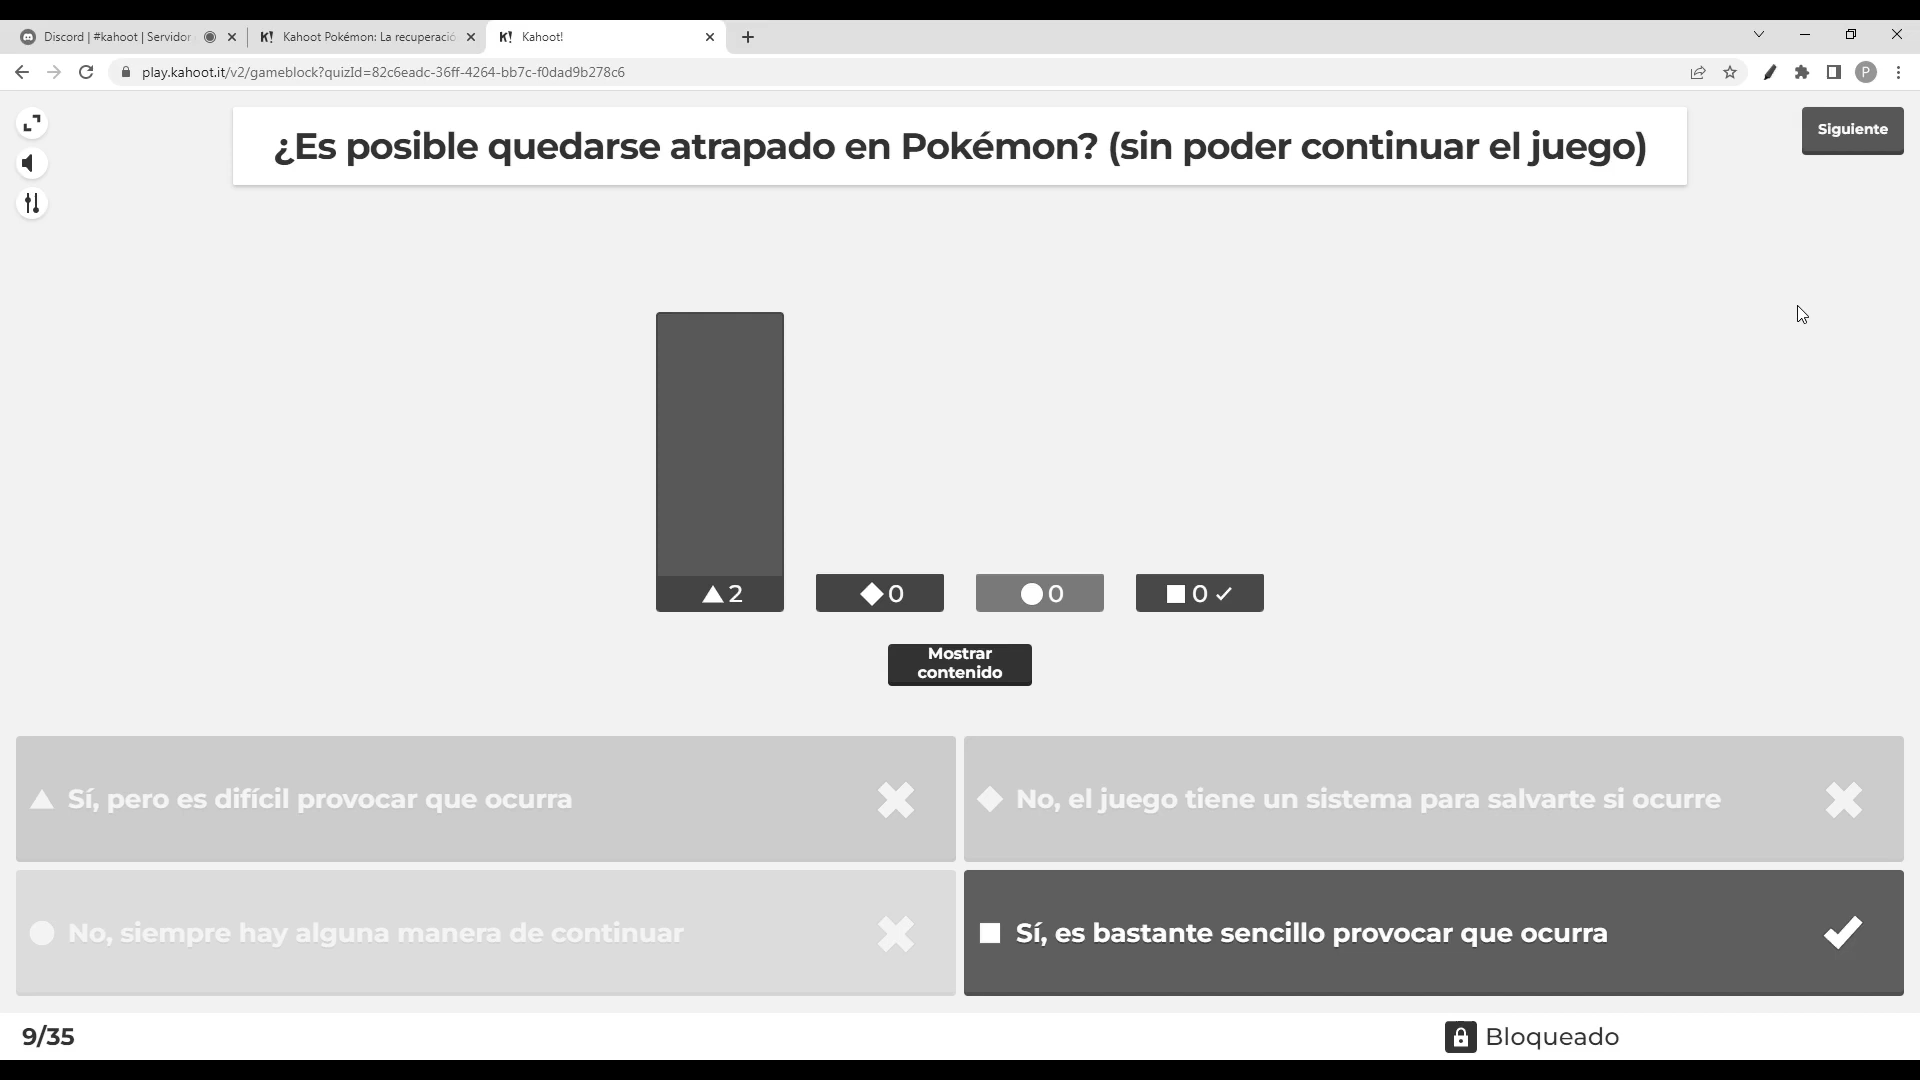 Discord | #kahoot | Servidor
Kahoot Pokémon: La recuperació
Kahoot!
play.kahoot.it/v2/gameblock?quizId=82c6eadc-36ff-4264-bb7c-f0dad9b278c6
P
¿Es posible quedarse atrapado en Pokémon? (sin poder continuar el juego)
Siguiente
2
0
0
0
Mostrar
contenido
Sí, pero es difícil provocar que ocurra
No, el juego tiene un sistema para salvarte si ocurre
No, siempre hay alguna manera de continuar
Sí, es bastante sencillo provocar que ocurra
9/35
Bloqueado